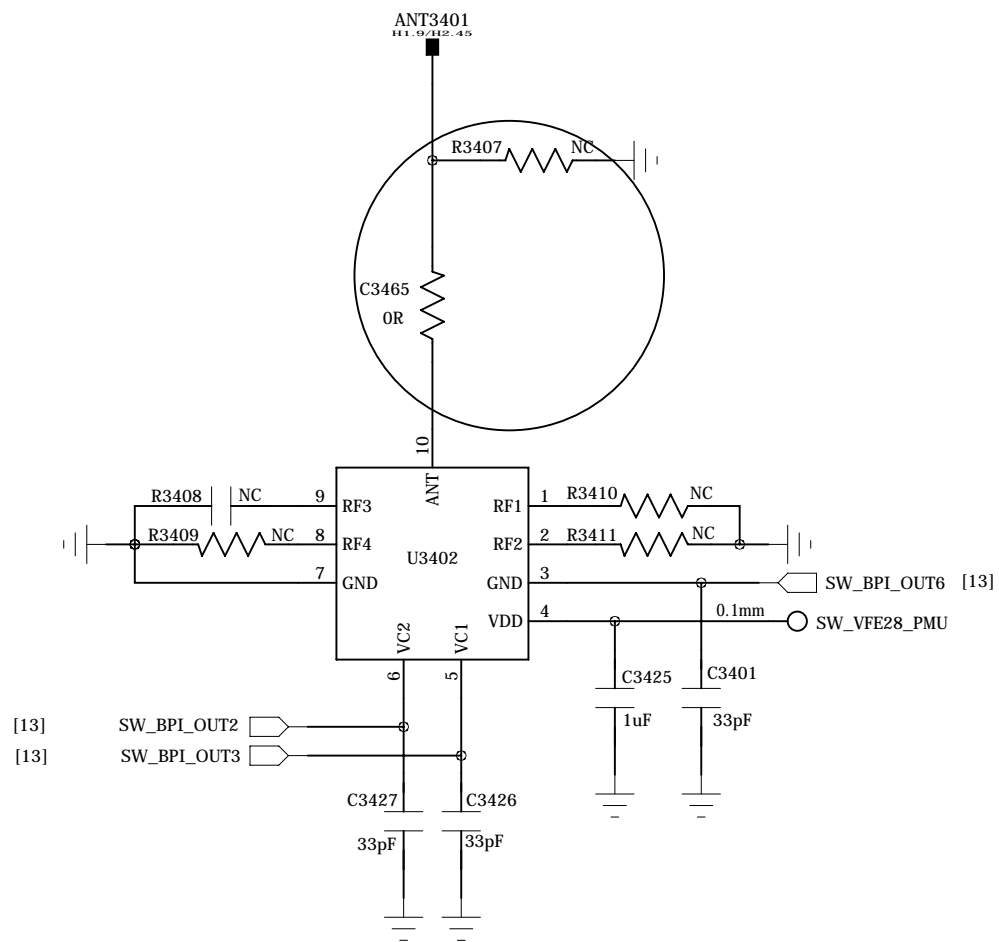 ANT3401
H1.9/H2.45
R3407 NC
C3465
0R
10
ANT
R3408 NC 9 RF3
R3409 NC 8 RF4
7 GND
U3402
RF1 1 R3410 NC
RF2 2 R3411 NC
GND 3 SW_BPI_OUT6 [13]
VDD 4 0.1mm SW_VFE28_PMU
VC2 VC1
6 5
C3425 C3401
1uF 33pF
[13] SW_BPI_OUT2
[13] SW_BPI_OUT3
C3427 C3426
33pF 33pF